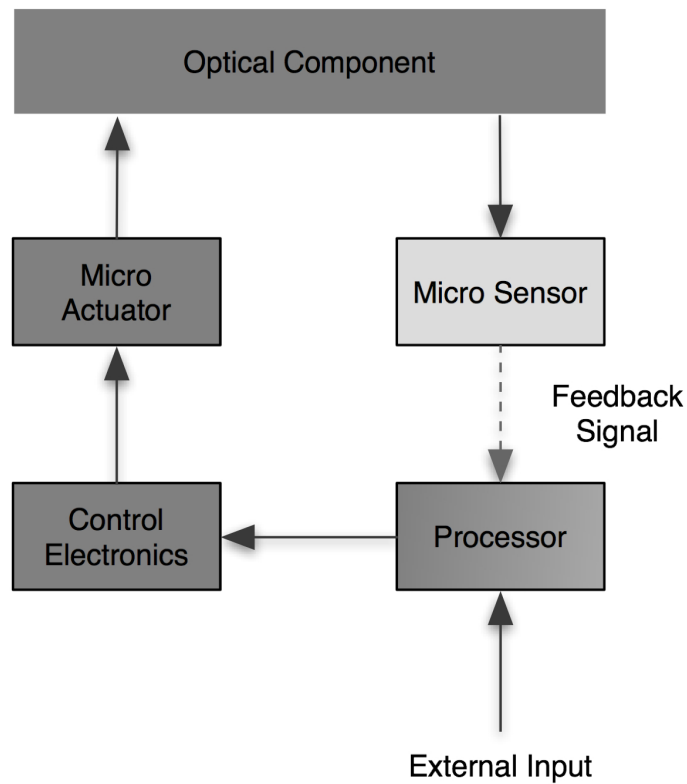 Optical Component
Micro
Actuator
Micro Sensor
Feedback
Signal
Control
Electronics
Processor
External Input